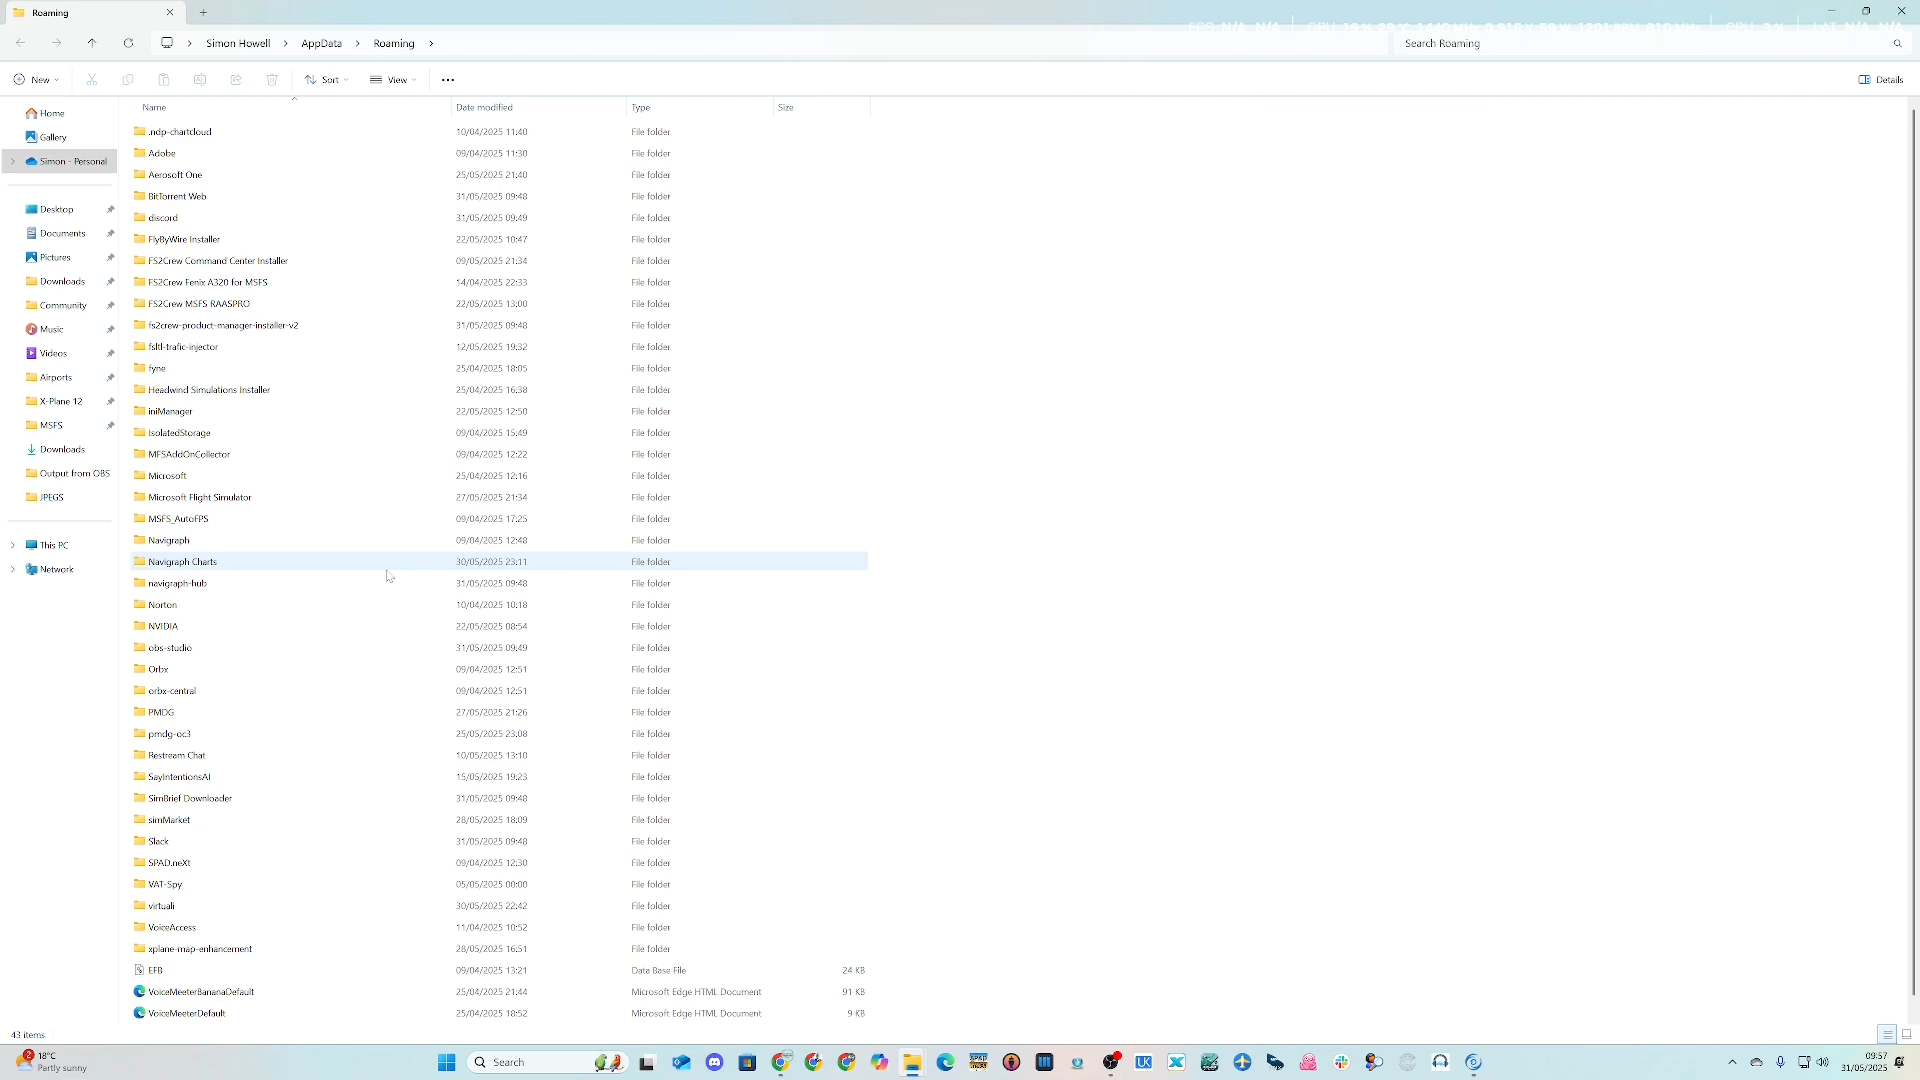 Roaming
Simon Howell > AppData > Roaming >
Search Roaming
New
Sort
View
Details
Name Date modified Type Size
Home
Gallery
Simon - Personal
Desktop
Documents
Pictures
Downloads
Community
Music
Videos
Airports
X-Plane 12
MSFS
Downloads
Output from OBS
JPEGS
This PC
Network
.ndp-chartcloud 10/04/2025 11:40 File folder
Adobe 09/04/2025 11:30 File folder
Aerosoft One 25/05/2025 21:40 File folder
BitTorrent Web 31/05/2025 09:48 File folder
discord 31/05/2025 09:49 File folder
FlyByWire Installer 22/05/2025 10:47 File folder
FS2Crew Command Center Installer 09/05/2025 21:34 File folder
FS2Crew Fenix A320 for MSFS 14/04/2025 22:33 File folder
FS2Crew MSFS RAASPRO 22/05/2025 13:00 File folder
fs2crew-product-manager-installer-v2 31/05/2025 09:48 File folder
fsltl-trafic-injector 12/05/2025 19:32 File folder
fyne 25/04/2025 18:05 File folder
Headwind Simulations Installer 25/04/2025 16:38 File folder
iniManager 22/05/2025 12:50 File folder
IsolatedStorage 09/04/2025 15:49 File folder
MFSAddOnCollector 09/04/2025 12:22 File folder
Microsoft 25/04/2025 12:16 File folder
Microsoft Flight Simulator 27/05/2025 21:34 File folder
MSFS_AutoFPS 09/04/2025 17:25 File folder
Navigraph 09/04/2025 12:48 File folder
Navigraph Charts 30/05/2025 23:11 File folder
navigraph-hub 31/05/2025 09:48 File folder
Norton 10/04/2025 10:18 File folder
NVIDIA 22/05/2025 08:54 File folder
obs-studio 31/05/2025 09:49 File folder
Orbx 09/04/2025 12:51 File folder
orbx-central 09/04/2025 12:51 File folder
PMDG 27/05/2025 21:26 File folder
pmdg-oc3 25/05/2025 23:08 File folder
Restream Chat 10/05/2025 13:10 File folder
SayIntentionsAI 15/05/2025 19:23 File folder
SimBrief Downloader 31/05/2025 09:48 File folder
simMarket 28/05/2025 18:09 File folder
Slack 31/05/2025 09:48 File folder
SPAD.neXt 09/04/2025 12:30 File folder
VAT-Spy 05/05/2025 00:00 File folder
virtuali 30/05/2025 22:42 File folder
VoiceAccess 11/04/2025 10:52 File folder
xplane-map-enhancement 28/05/2025 16:51 File folder
EFB 09/04/2025 13:21 Data Base File 24 KB
VoiceMeeterBananaDefault 25/04/2025 21:44 Microsoft Edge HTML Document 91 KB
VoiceMeeterDefault 25/04/2025 18:52 Microsoft Edge HTML Document 9 KB
43 items
2
18°C
Partly sunny
Search
UK
09:57
31/05/2025